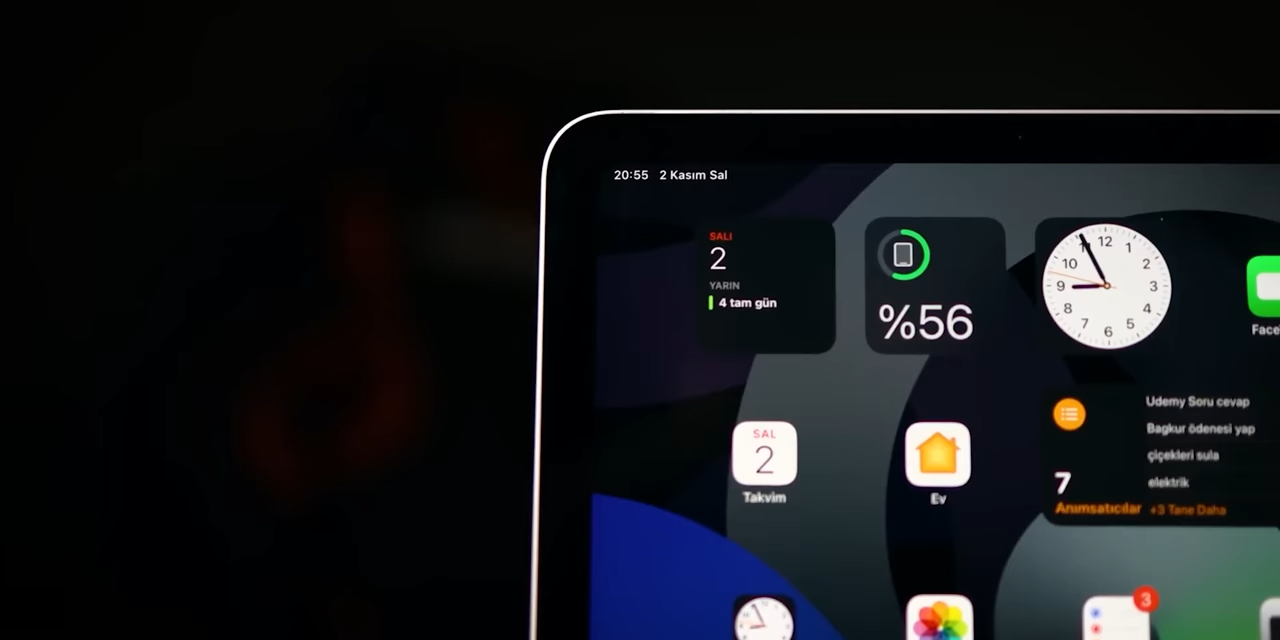 20:55 2 Kasım Sal
SALI
2
YARIN
4 tam gün
%56
12
1
2
3
4
5
6
7
8
9
10
11
Face
SAL
2
Takvim
Ev
Udemy Soru cevap
Bagkur ödenesi yap
çiçekleri sula
elektrik
7
Anımsatıcılar +3 Tane Daha
3